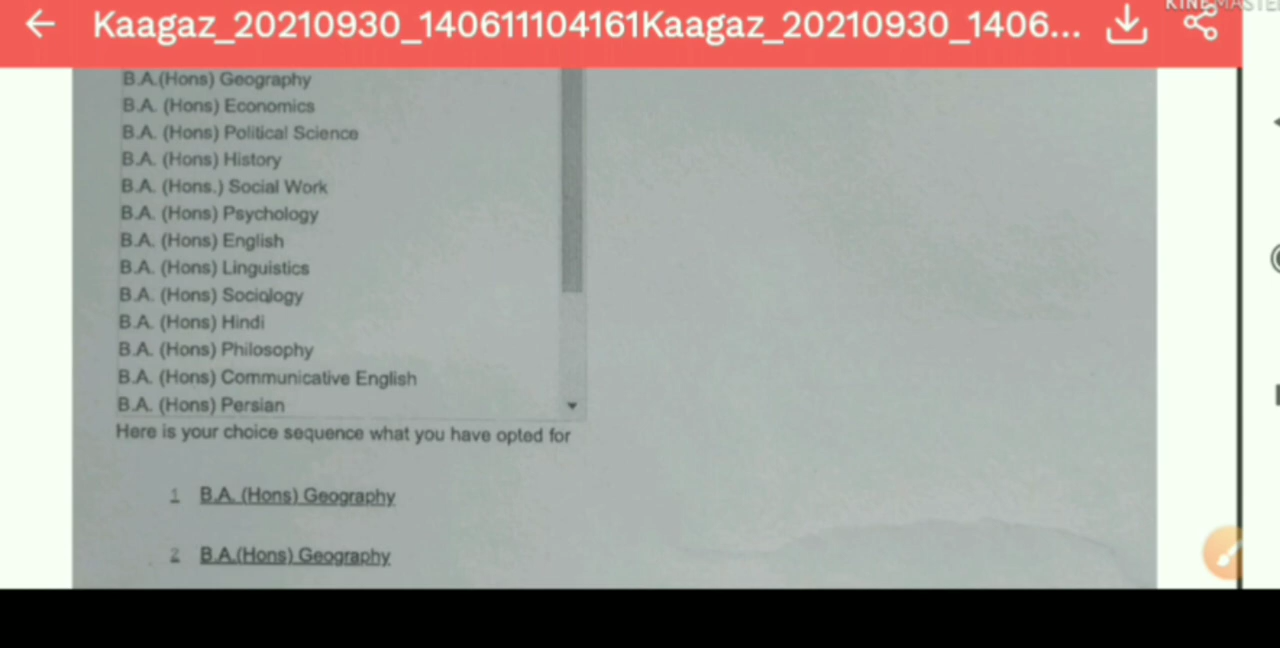 KINEMASTER
Kaagaz_20210930_140611104161Kaagaz_20210930_1406...
B.A.(Hons) Geography
B.A. (Hons) Economics
B.A. (Hons) Political Science
B.A. (Hons) History
B.A. (Hons.) Social Work
B.A. (Hons) Psychology
B.A. (Hons) English
B.A. (Hons) Linguistics
B.A. (Hons) Sociology
B.A. (Hons) Hindi
B.A. (Hons) Philosophy
B.A. (Hons) Communicative English
B.A. (Hons) Persian
Here is your choice sequence what you have opted for
1 B.A. (Hons) Geography
2 B.A.(Hons) Geography